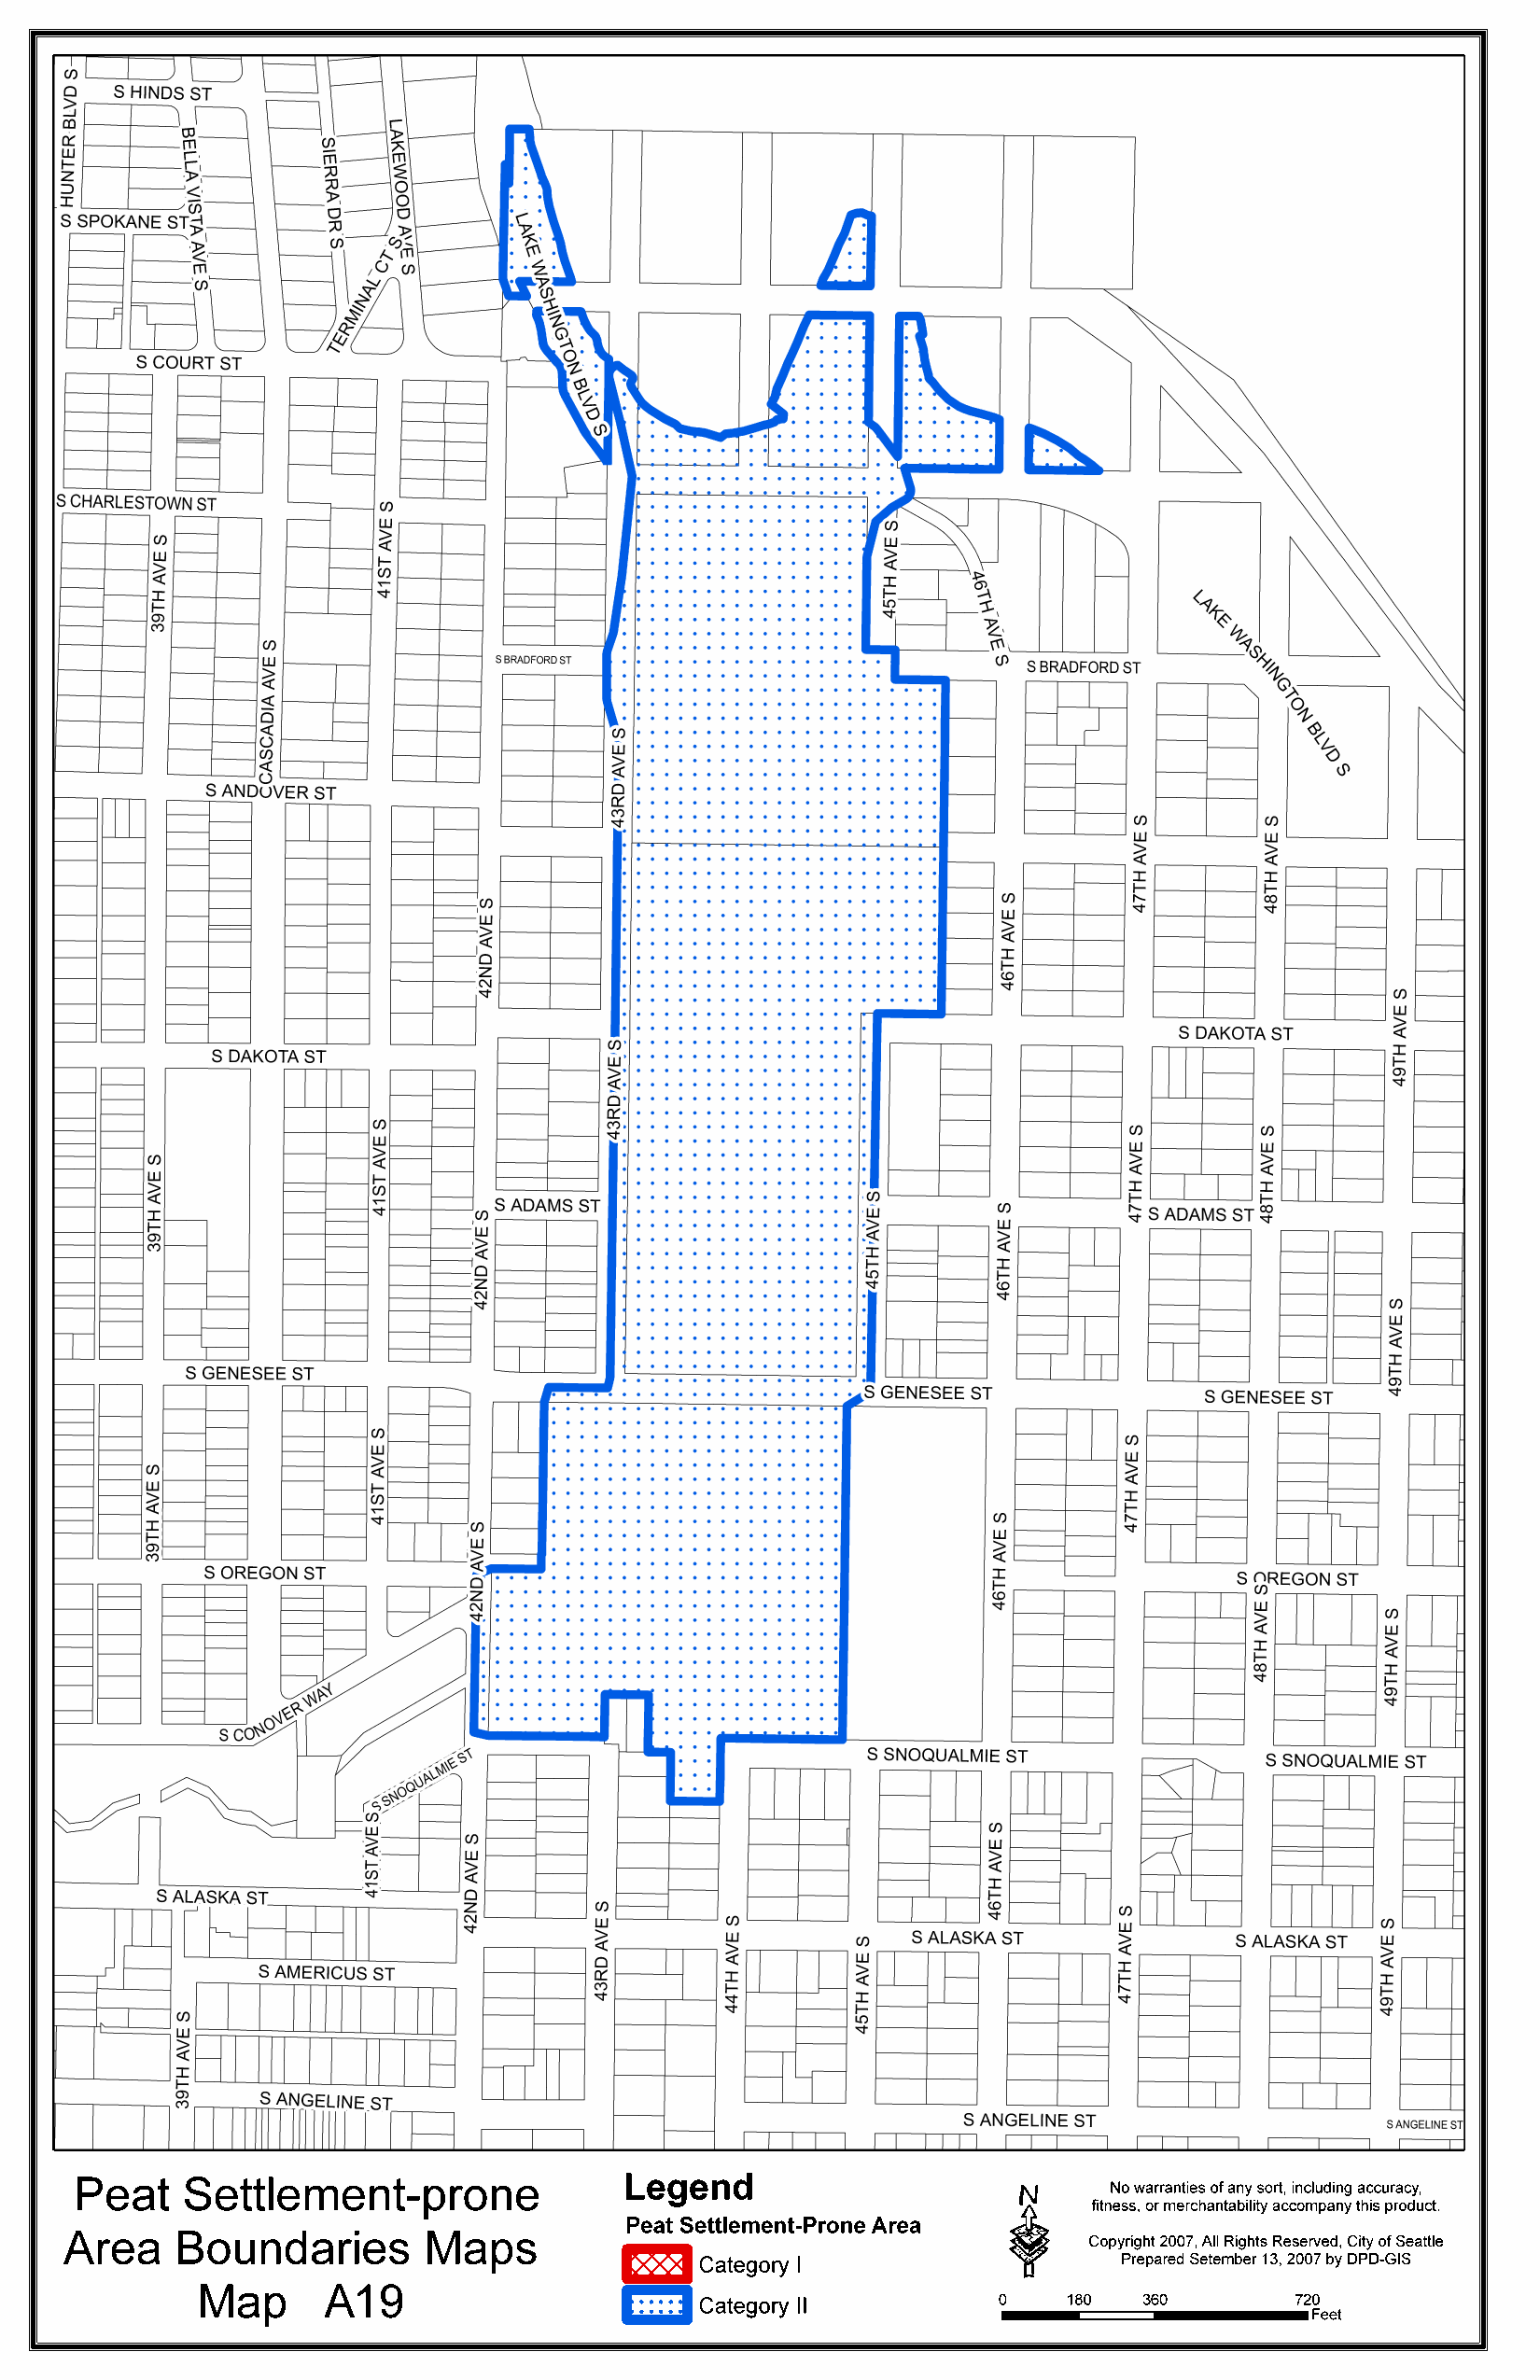 HUNTER BLVD S
S HINDS ST
BELLA VISTA AVE S
SIERRA DR S
LAKEWOOD AVE S
S SPOKANE ST
TERMINAL CT S
LAKE WASHINGTON BLVD S
S COURT ST
S CHARLESTOWN ST
39TH AVE S
41ST AVE S
45TH AVE S
46TH AVE S
LAKE WASHINGTON BLVD S
CASCADIA AVE S
S BRADFORD ST
S BRADFORD ST
43RD AVE S
S ANDOVER ST
47TH AVE S
48TH AVE S
42ND AVE S
46TH AVE S
49TH AVE S
S DAKOTA ST
S DAKOTA ST
43RD AVE S
39TH AVE S
41ST AVE S
47TH AVE S
48TH AVE S
S ADAMS ST
S ADAMS ST
42ND AVE S
45TH AVE S
46TH AVE S
49TH AVE S
S GENESEE ST
S GENESEE ST
S GENESEE ST
39TH AVE S
41ST AVE S
47TH AVE S
42ND AVE S
46TH AVE S
S OREGON ST
S OREGON ST
48TH AVE S
49TH AVE S
S CONOVER WAY
S SNOQUALMIE ST
S SNOQUALMIE ST
S SNOQUALMIE ST
41ST AVE S
42ND AVE S
46TH AVE S
S ALASKA ST
S ALASKA ST
S ALASKA ST
43RD AVE S
44TH AVE S
45TH AVE S
47TH AVE S
49TH AVE S
S AMERICUS ST
39TH AVE S
S ANGELINE ST
S ANGELINE ST
S ANGELINE ST
Peat Settlement-prone
Area Boundaries Maps
Map A19
Legend
Peat Settlement-Prone Area
Category I
Category II
N
No warranties of any sort, including accuracy,
fitness, or merchantability accompany this product.
Copyright 2007, All Rights Reserved, City of Seattle
Prepared Setember 13, 2007 by DPD-GIS
0 180 360 720
Feet